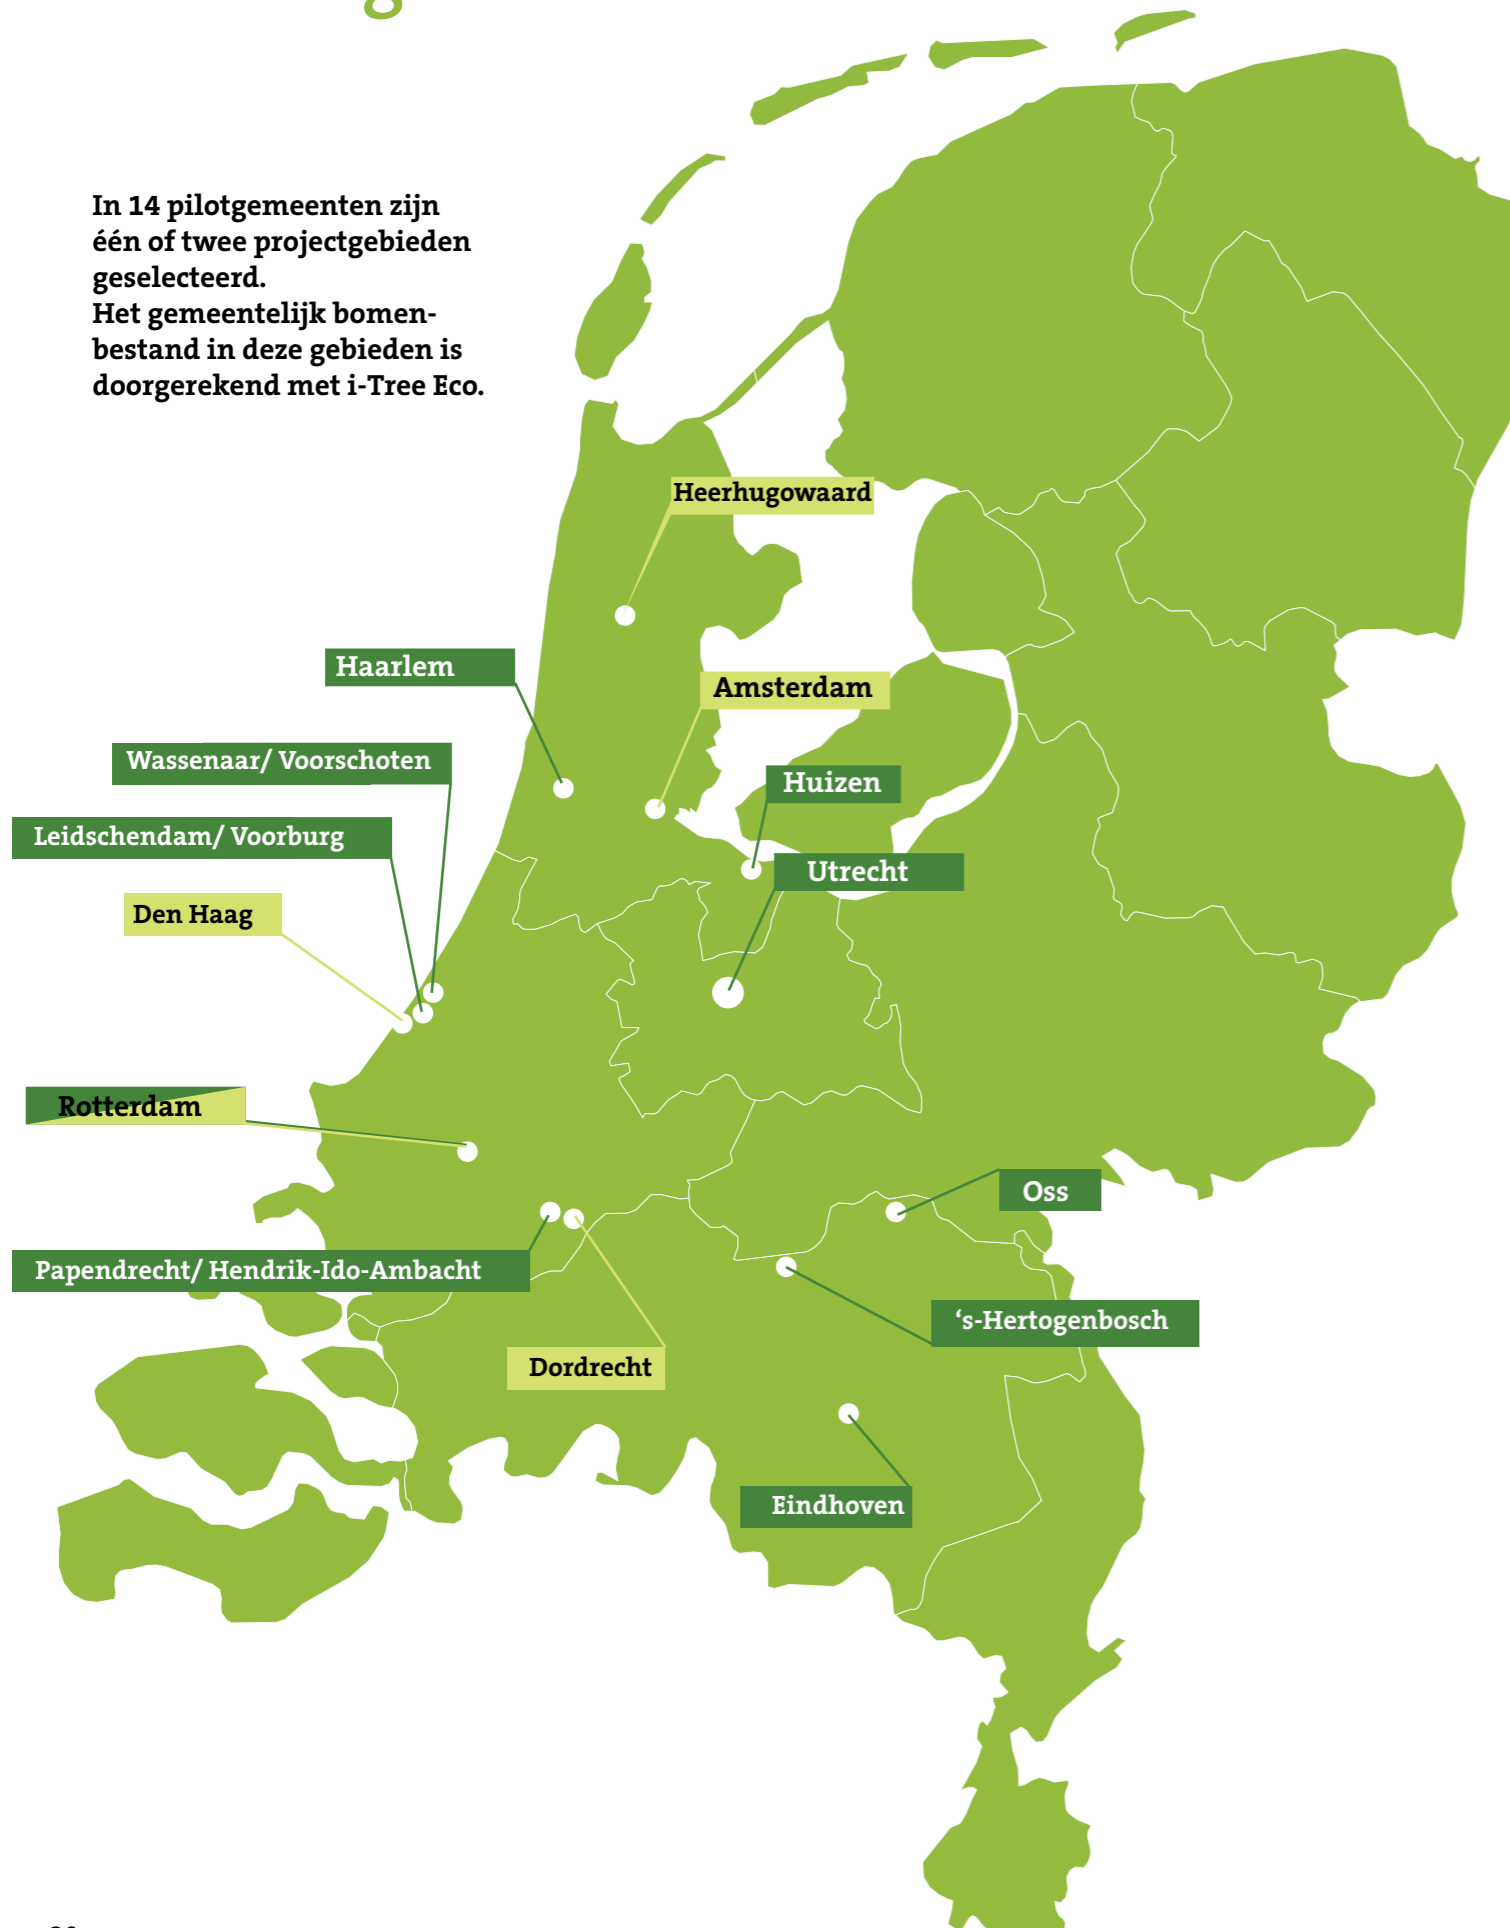 In 14 pilotgemeenten zijn
één of twee projectgebieden
geselecteerd.
Het gemeentelijk bomen-
bestand in deze gebieden is
doorgerekend met i-Tree Eco.
Heerhugowaard
Haarlem
Amsterdam
Wassenaar/ Voorschoten
Huizen
Leidschendam/ Voorburg
Utrecht
Den Haag
Rotterdam
Oss
Papendrecht/ Hendrik-Ido-Ambacht
‘s-Hertogenbosch
Dordrecht
Eindhoven